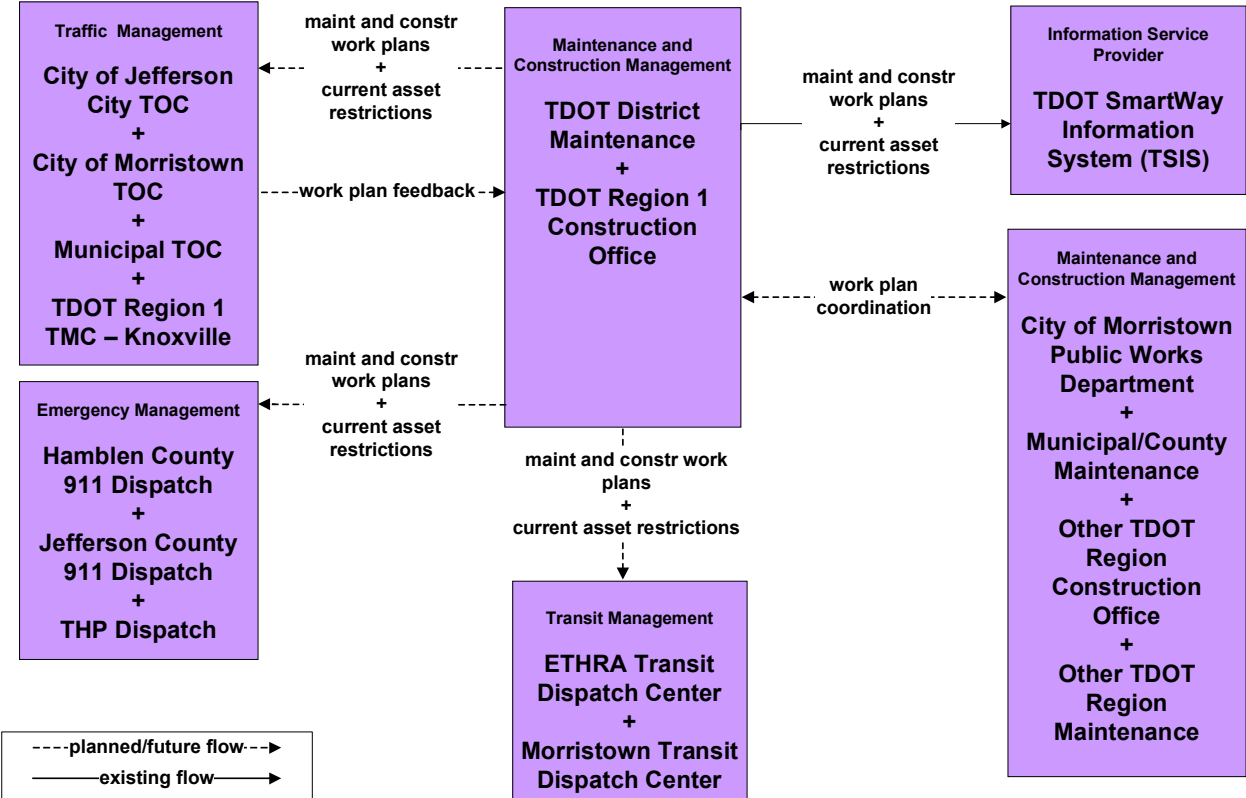 Traffic Management
City of Jefferson
City TOC
+
City of Morristown
TOC
+
Municipal TOC
+
TDOT Region 1
TMC – Knoxville
maint and constr
work plans
+
current asset
restrictions
work plan feedback
Maintenance and
Construction Management
TDOT District
Maintenance
+
TDOT Region 1
Construction
Office
maint and constr
work plans
+
current asset
restrictions
Information Service
Provider
TDOT SmartWay
Information
System (TSIS)
work plan
coordination
Maintenance and
Construction Management
City of Morristown
Public Works
Department
+
Municipal/County
Maintenance
+
Other TDOT
Region
Construction
Office
+
Other TDOT
Region
Maintenance
Emergency Management
Hamblen County
911 Dispatch
+
Jefferson County
911 Dispatch
+
THP Dispatch
maint and constr
work plans
+
current asset
restrictions
maint and constr work
plans
+
current asset restrictions
Transit Management
ETHRA Transit
Dispatch Center
+
Morristown Transit
Dispatch Center
planned/future flow
existing flow